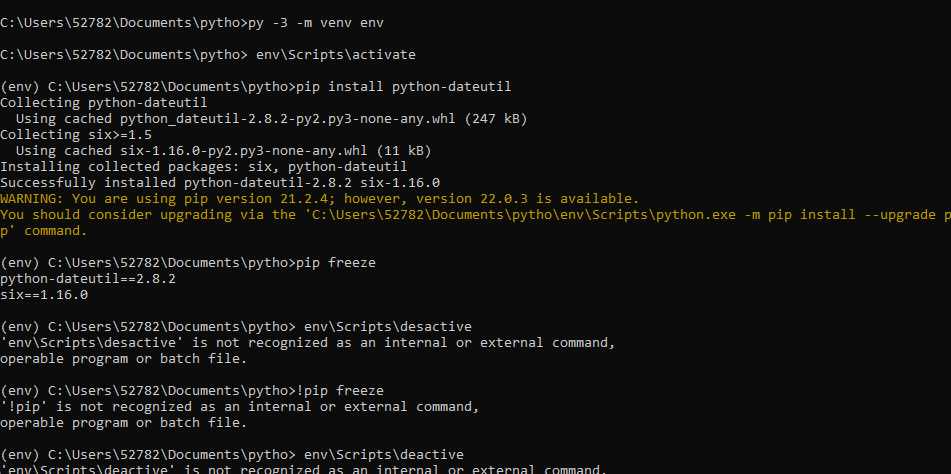 C:\Users\52782\Documents\pytho>py -3 -m venv env
C:\Users\52782\Documents\pytho> env\Scripts\activate
(env) C:\Users\52782\Documents\pytho>pip install python-dateutil
Collecting python-dateutil
  Using cached python_dateutil-2.8.2-py2.py3-none-any.whl (247 kB)
Collecting six>=1.5
  Using cached six-1.16.0-py2.py3-none-any.whl (11 kB)
Installing collected packages: six, python-dateutil
Successfully installed python-dateutil-2.8.2 six-1.16.0
WARNING: You are using pip version 21.2.4; however, version 22.0.3 is available.
You should consider upgrading via the 'C:\Users\52782\Documents\pytho\env\Scripts\python.exe -m pip install --upgrade p
p' command.
(env) C:\Users\52782\Documents\pytho>pip freeze
python-dateutil==2.8.2
six==1.16.0
(env) C:\Users\52782\Documents\pytho> env\Scripts\desactive
'env\Scripts\desactive' is not recognized as an internal or external command,
operable program or batch file.
(env) C:\Users\52782\Documents\pytho>!pip freeze
'!pip' is not recognized as an internal or external command,
operable program or batch file.
(env) C:\Users\52782\Documents\pytho> env\Scripts\deactive
'env\Scripts\deactive' is not recognized as an internal or external command,